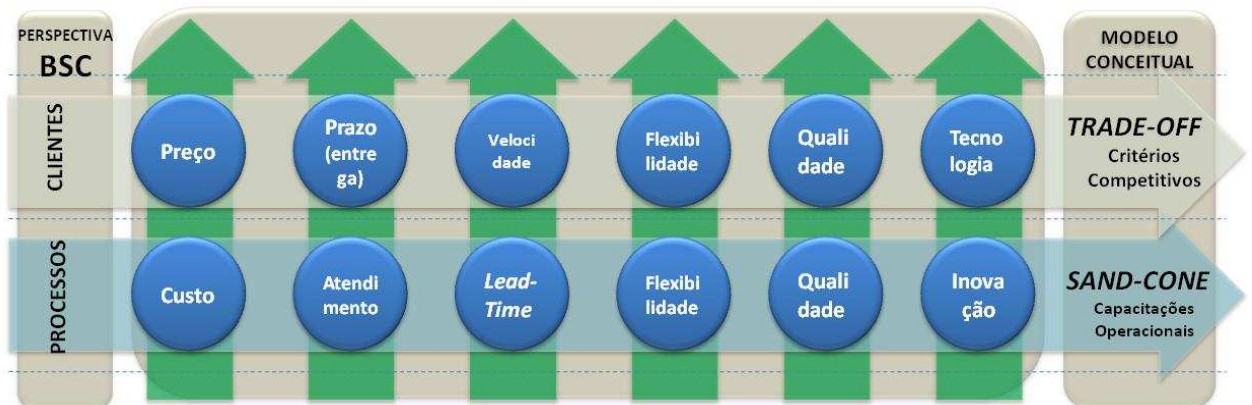 PERSPECTIVA
BSC
MODELO
CONCEITUAL
CLIENTES
Preço
Prazo
(entre
ga)
Veloci
dade
Flexibi
lidade
Quali
dade
Tecno
logia
TRADE-OFF
Critérios
Competitivos
PROCESSOS
Custo
Atendi
mento
Lead-
Time
Flexibi
lidade
Quali
dade
Inova
ção
SAND-CONE
Capacitações
Operacionais